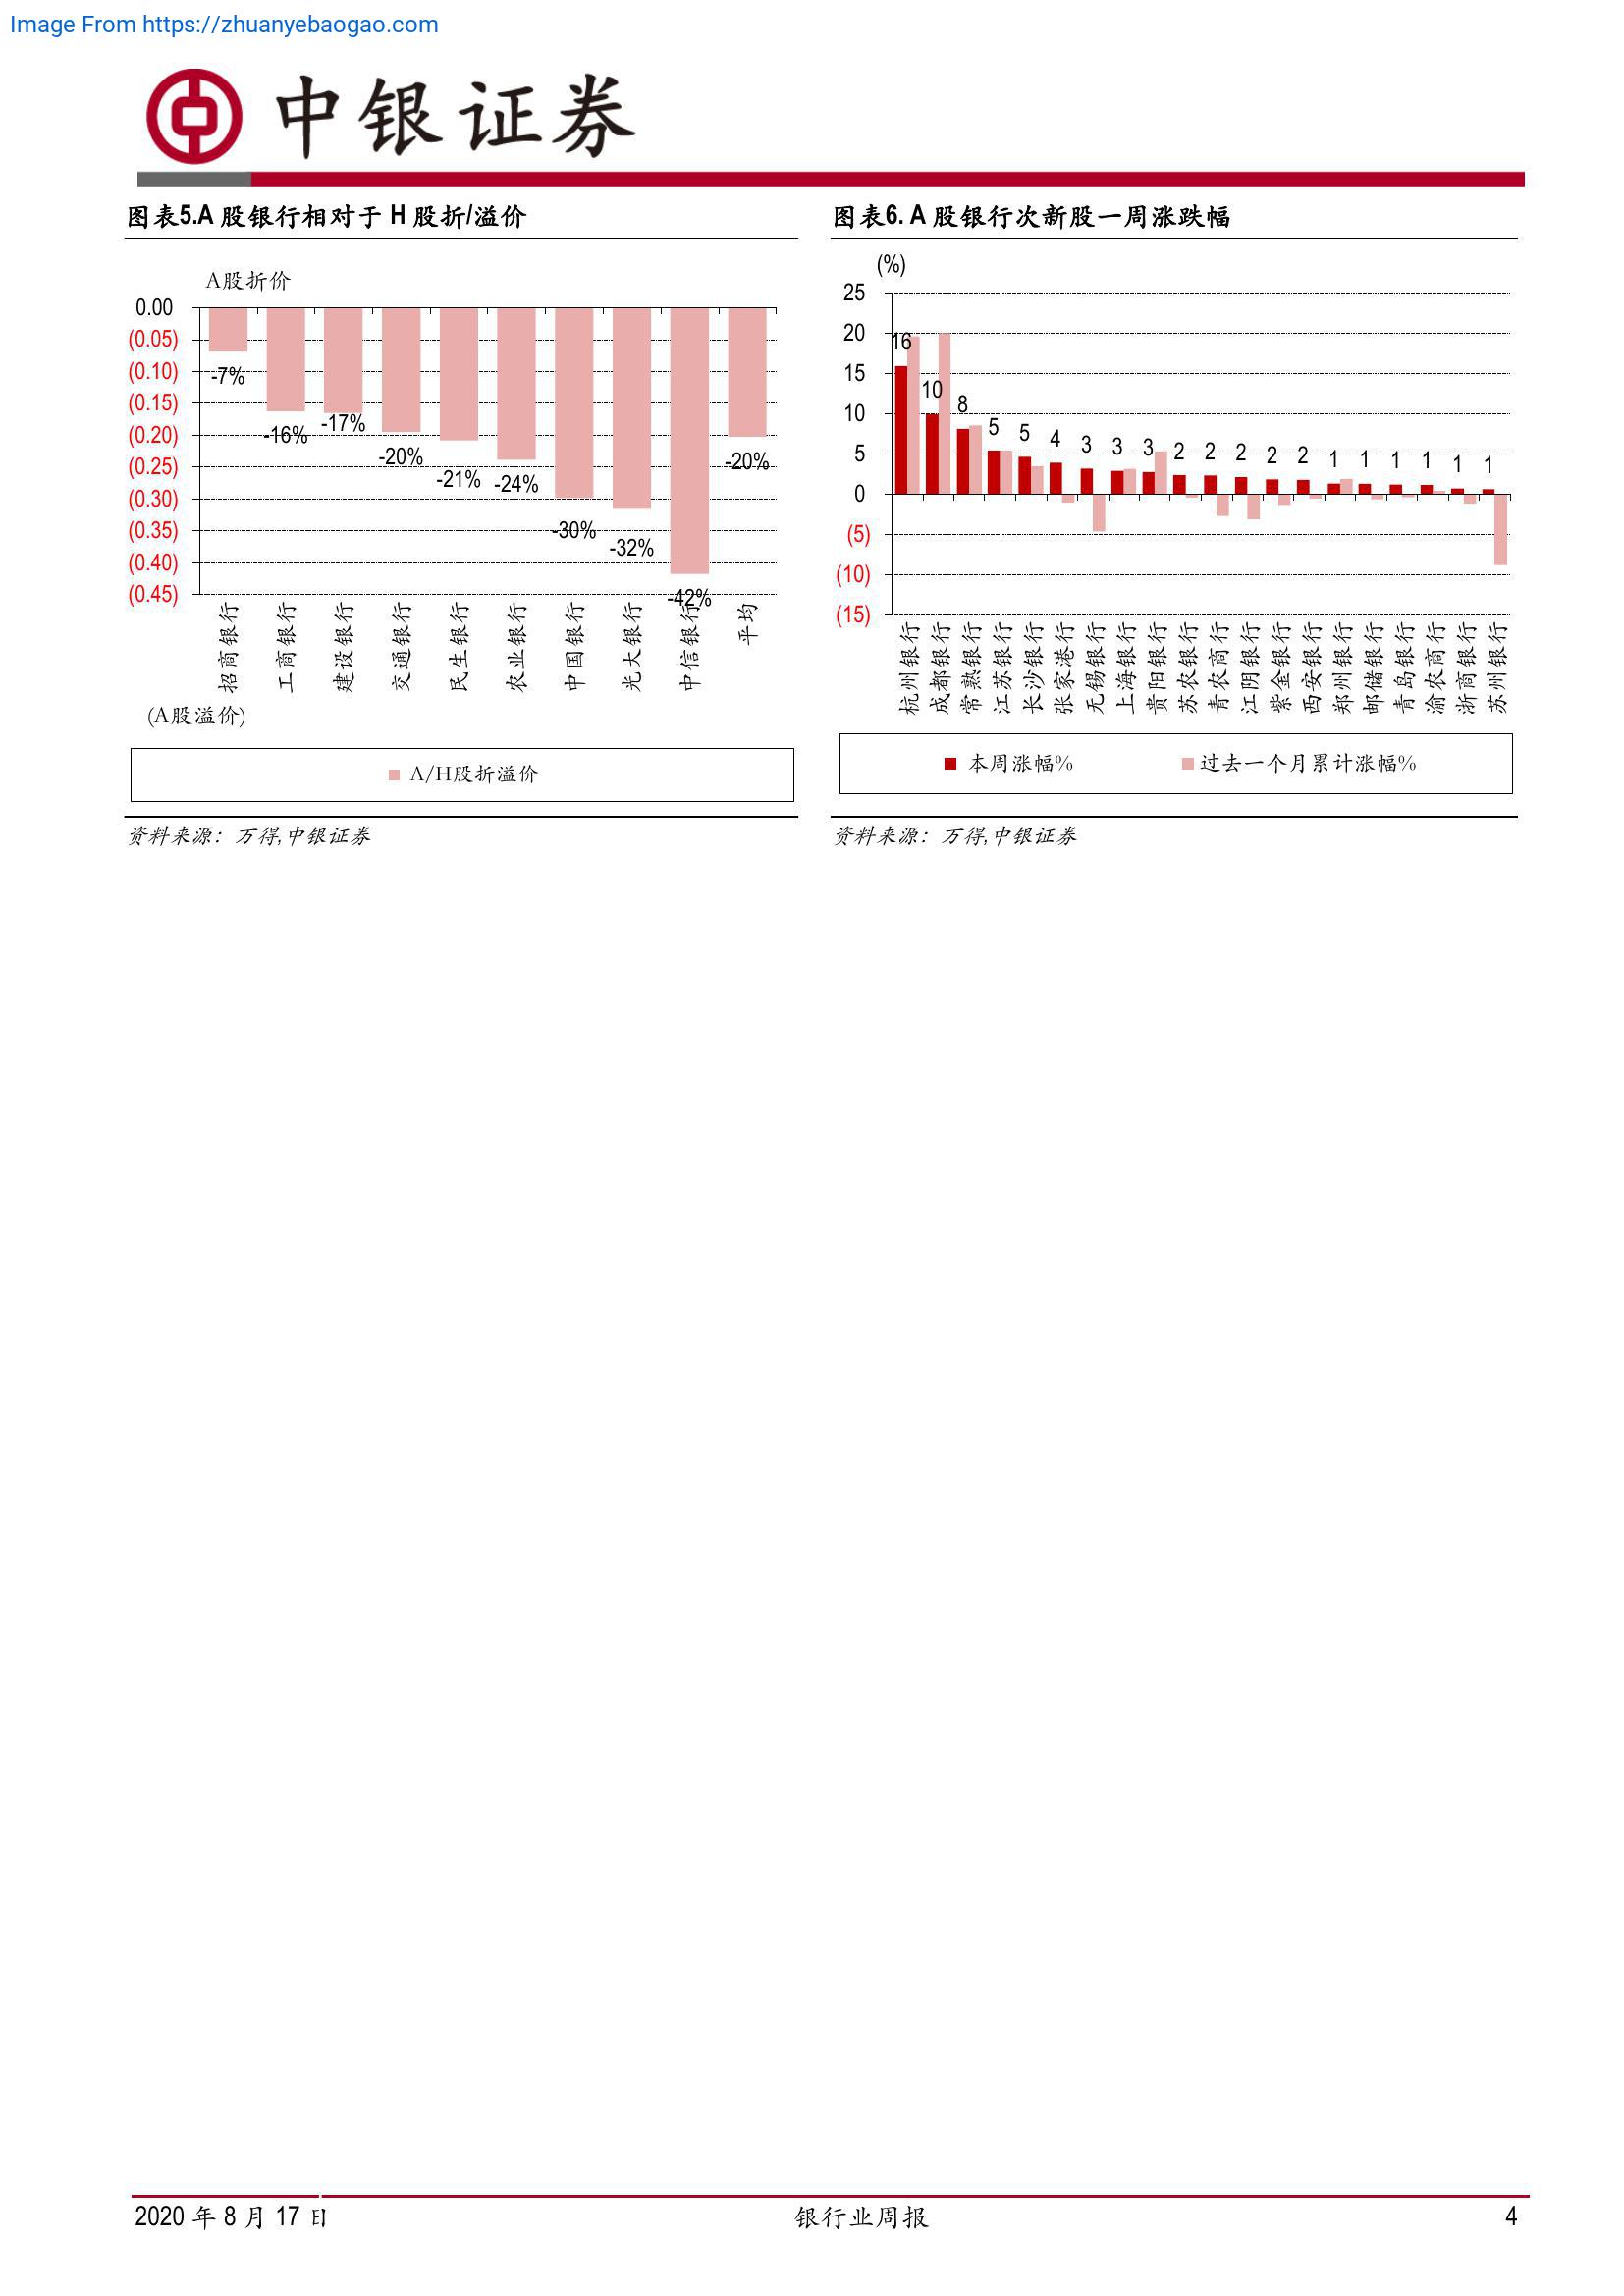 Image From https://zhuanyebaogao.com
中银证券
图表5.A 股银行相对于 H 股折/溢价
A股折价
0.00
(0.05)
(0.10)
(0.15)
(0.20)
(0.25)
(0.30)
(0.35)
(0.40)
(0.45)
-7%
-16%
-17%
-20%
-21%
-24%
-30%
-32%
-42%
-20%
招商银行
工商银行
建设银行
交通银行
民生银行
农业银行
中国银行
光大银行
中信银行
平均
(A股溢价)
A/H股折溢价
资料来源：万得,中银证券
图表6. A 股银行次新股一周涨跌幅
(%)
25
20
15
10
5
0
(5)
(10)
(15)
16
10
8
5
5
4
3
3
3
2
2
2
2
2
1
1
1
1
1
1
杭州银行
成都银行
常熟银行
江苏银行
长沙银行
张家港行
无锡银行
上海银行
贵阳银行
苏农银行
青农商行
江阴银行
紫金银行
西安银行
郑州银行
邮储银行
青岛银行
渝农商行
浙商银行
苏州银行
本周涨幅%
过去一个月累计涨幅%
资料来源：万得,中银证券
2020 年 8 月 17 日
银行业周报
4